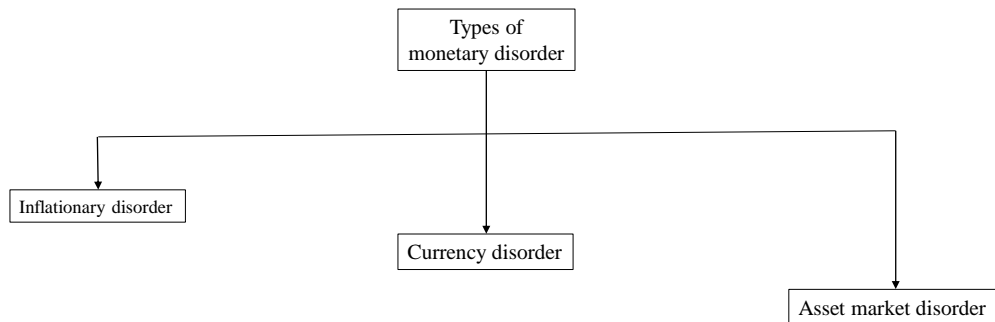 Types of
monetary disorder
Inflationary disorder
Currency disorder
Asset market disorder